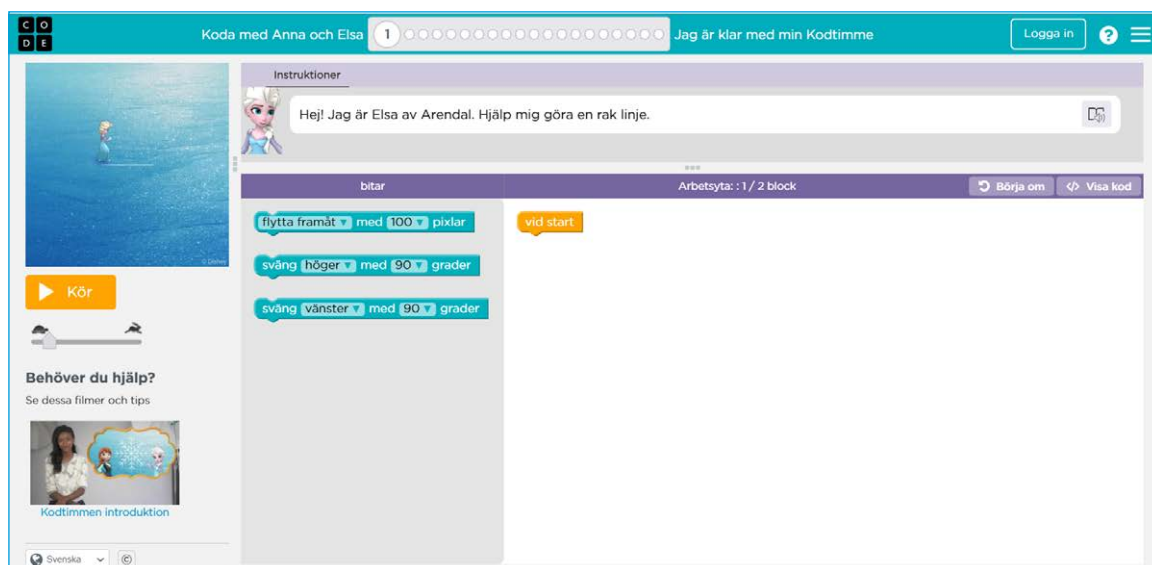 CODE
Koda med Anna och Elsa 1 Jag är klar med min Kodtimme Logga in ?
Instruktioner
Hej! Jag är Elsa av Arendal. Hjälp mig göra en rak linje.
bitar
Arbetsyta: : 1 / 2 block
Börja om
</> Visa kod
flytta framåt med 100 pixlar
sväng höger med 90 grader
sväng vänster med 90 grader
vid start
© Disney
Kör
Behöver du hjälp?
Se dessa filmer och tips
Kodtimmen introduktion
Svenska ©